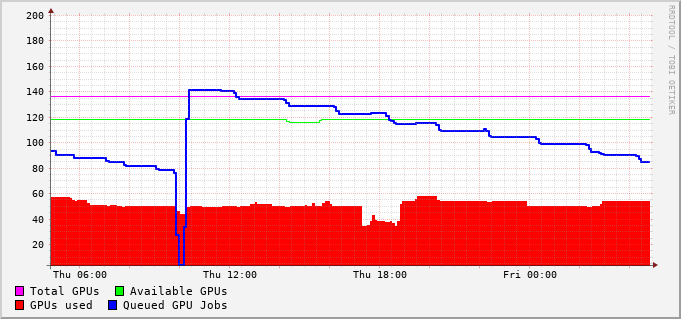 RRDTOOL / TOBI OETIKER
200
180
160
140
120
100
80
60
40
20
Thu 06:00 Thu 12:00 Thu 18:00 Fri 00:00
Total GPUs Available GPUs
GPUs used Queued GPU Jobs